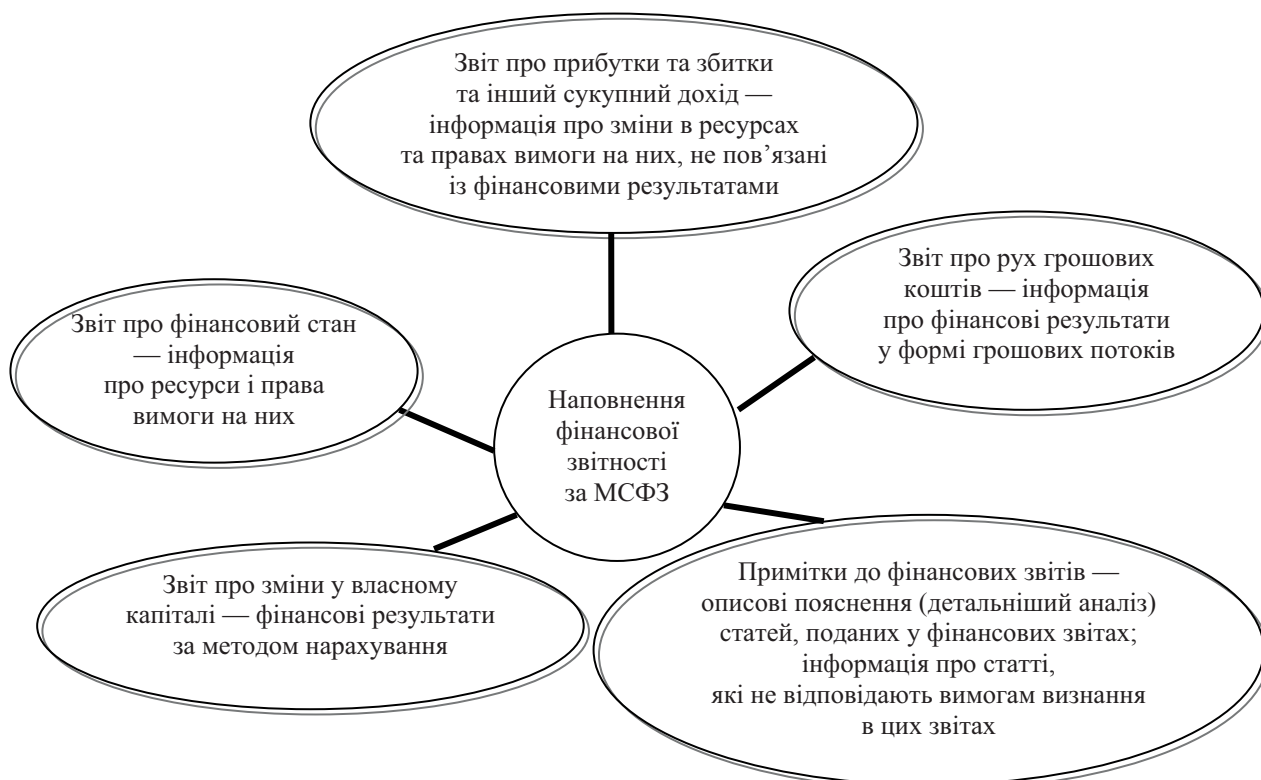 Звіт про прибутки та збитки
та інший сукупний дохід —
інформація про зміни в ресурсах
та правах вимоги на них, не пов’язані
із фінансовими результатами
Звіт про рух грошових
коштів — інформація
про фінансові результати
у формі грошових потоків
Звіт про фінансовий стан
— інформація
про ресурси і права
вимоги на них
Наповнення
фінансової
звітності
за МСФЗ
Звіт про зміни у власному
капіталі — фінансові результати
за методом нарахування
Примітки до фінансових звітів —
описові пояснення (детальніший аналіз)
статей, поданих у фінансових звітах;
інформація про статті,
які не відповідають вимогам визнання
в цих звітах